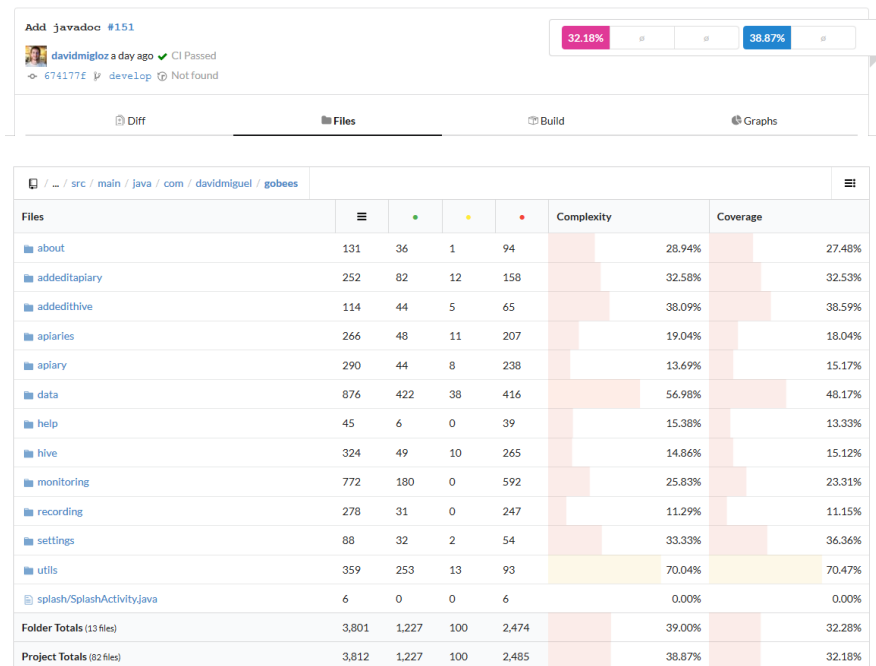 Add javadoc #151
32.18% ø ø 38.87% ø
davidmigloz a day ago ✔ CI Passed
674177f develop Not found
Diff Files Build Graphs
/ ... / src / main / java / com / davidmiguel / gobees
Files Complexity Coverage
about 131 36 1 94 28.94% 27.48%
addeditapiary 252 82 12 158 32.58% 32.53%
addedithive 114 44 5 65 38.09% 38.59%
apiaries 266 48 11 207 19.04% 18.04%
apiary 290 44 8 238 13.69% 15.17%
data 876 422 38 416 56.98% 48.17%
help 45 6 0 39 15.38% 13.33%
hive 324 49 10 265 14.86% 15.12%
monitoring 772 180 0 592 25.83% 23.31%
recording 278 31 0 247 11.29% 11.15%
settings 88 32 2 54 33.33% 36.36%
utils 359 253 13 93 70.04% 70.47%
splash/SplashActivity.java 6 0 0 6 0.00% 0.00%
Folder Totals (13 files) 3,801 1,227 100 2,474 39.00% 32.28%
Project Totals (82 files) 3,812 1,227 100 2,485 38.87% 32.18%